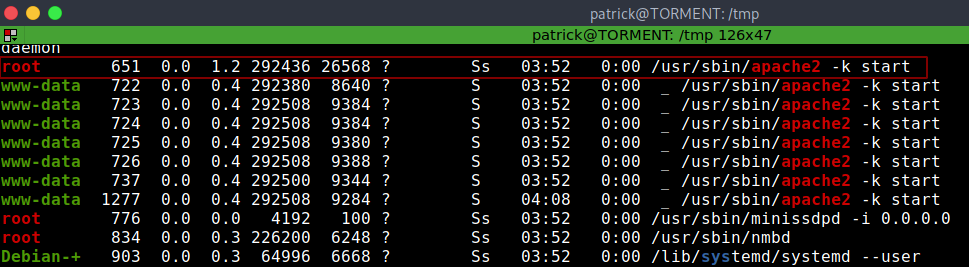 patrick@TORMENT: /tmp
patrick@TORMENT: /tmp 126x47
daemon
root 651 0.0 1.2 292436 26568 ? Ss 03:52 0:00 /usr/sbin/apache2 -k start
www-data 722 0.0 0.4 292380 8640 ? S 03:52 0:00 _ /usr/sbin/apache2 -k start
www-data 723 0.0 0.4 292508 9384 ? S 03:52 0:00 _ /usr/sbin/apache2 -k start
www-data 724 0.0 0.4 292508 9384 ? S 03:52 0:00 _ /usr/sbin/apache2 -k start
www-data 725 0.0 0.4 292508 9380 ? S 03:52 0:00 _ /usr/sbin/apache2 -k start
www-data 726 0.0 0.4 292508 9388 ? S 03:52 0:00 _ /usr/sbin/apache2 -k start
www-data 737 0.0 0.4 292500 9344 ? S 03:52 0:00 _ /usr/sbin/apache2 -k start
www-data 1277 0.0 0.4 292508 9284 ? S 04:08 0:00 _ /usr/sbin/apache2 -k start
root 776 0.0 0.0 4192 100 ? Ss 03:52 0:00 /usr/sbin/minissdpd -i 0.0.0.0
root 834 0.0 0.3 226200 6248 ? Ss 03:52 0:00 /usr/sbin/nmbd
Debian-+ 903 0.0 0.3 64996 6668 ? Ss 03:52 0:00 /lib/systemd/systemd --user